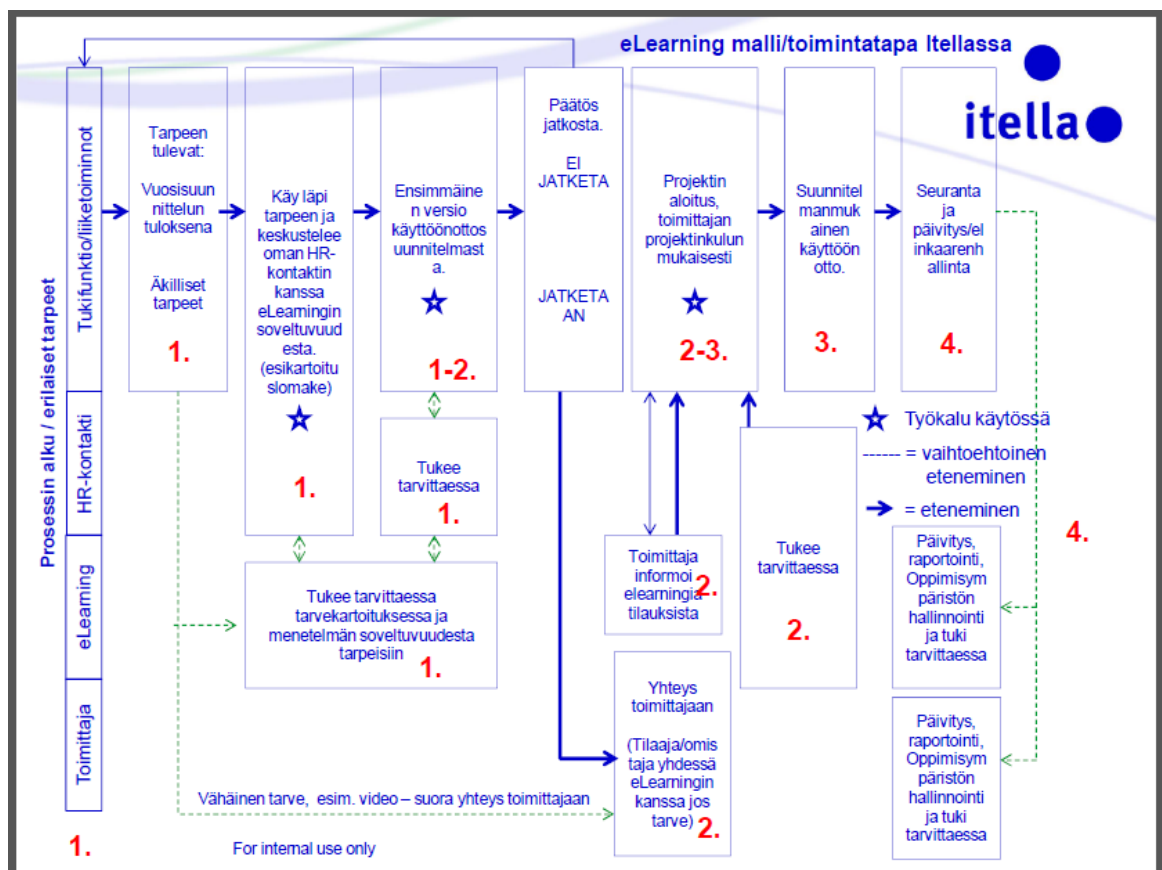 eLearning malli/toimintatapa Itellassa
itella
Prosessin alku / erilaiset tarpeet
Tukifunktio/liiketoiminnot
HR-kontakti
eLearning
Toimittaja
Tarpeen
tulevat:
Vuosisuun
nittelun
tuloksena
Äkilliset
tarpeet
1.
Käy läpi
tarpeen ja
keskustelee
oman HR-
kontaktin
kanssa
eLearningin
soveltuvuud
esta.
(esikartoitu
slomake)
1.
Ensimmäine
n versio
käyttöönottos
uunnitelmast
a.
1-2.
Tukee
tarvittaessa
1.
Tukee tarvittaessa
tarvekartoituksessa ja
menetelmän soveltuvuudesta
tarpeisiin
1.
Päätös
jatkosta.
EI
JATKETA
JATKETA
AN
Projektin
aloitus,
toimittajan
projektinkulun
mukaisesti
2-3.
Toimittaja
informoi
elearningia
tilauksista
2.
Yhteys
toimittajaan
(Tilaaja/omis
taja yhdessä
eLearningin
kanssa jos
tarve)
2.
Tukee
tarvittaessa
2.
Suunnitel
manmuk
ainen
käyttöön
otto.
3.
Seuranta
ja
päivitys/el
inkaarenh
allinta
4.
Työkalu käytössä
------ = vaihtoehtoinen
eteneminen
= eteneminen
4.
Päivitys,
raportointi,
Oppimisym
päristön
hallinnointi
ja tuki
tarvittaessa
Päivitys,
raportointi,
Oppimisym
päristön
hallinnointi
ja tuki
tarvittaessa
Vähäinen tarve, esim. video – suora yhteys toimittajaan
1.
For internal use only